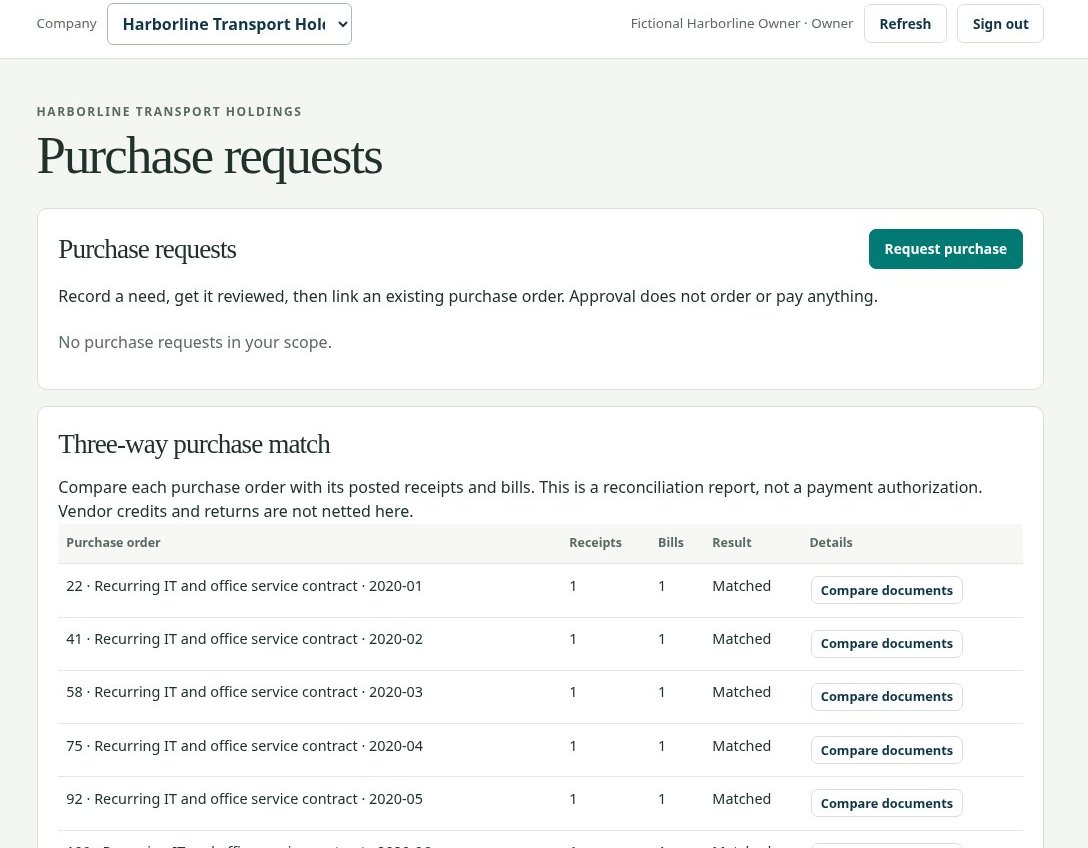 Company Harborline Transport Hol Fictional Harborline Owner · Owner Refresh Sign out
HARBORLINE TRANSPORT HOLDINGS
Purchase requests
Purchase requests Request purchase
Record a need, get it reviewed, then link an existing purchase order. Approval does not order or pay anything.
No purchase requests in your scope.
Three-way purchase match
Compare each purchase order with its posted receipts and bills. This is a reconciliation report, not a payment authorization.
Vendor credits and returns are not netted here.
Purchase order Receipts Bills Result Details
22 · Recurring IT and office service contract · 2020-01 1 1 Matched Compare documents
41 · Recurring IT and office service contract · 2020-02 1 1 Matched Compare documents
58 · Recurring IT and office service contract · 2020-03 1 1 Matched Compare documents
75 · Recurring IT and office service contract · 2020-04 1 1 Matched Compare documents
92 · Recurring IT and office service contract · 2020-05 1 1 Matched Compare documents